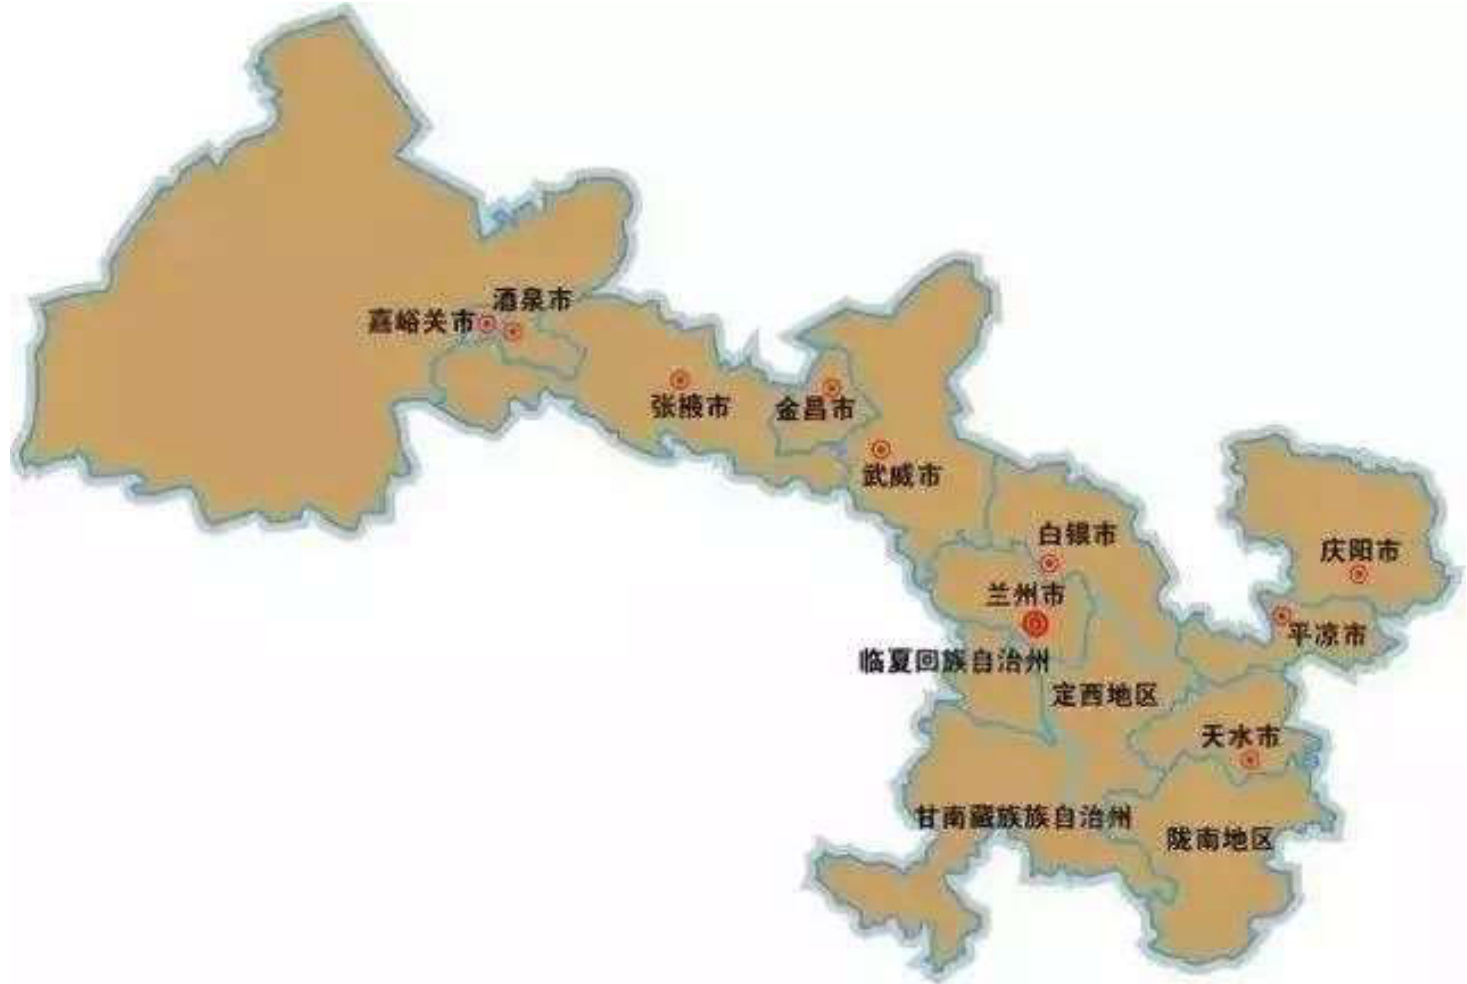 酒泉市
嘉峪关市
张掖市
金昌市
武威市
白银市
庆阳市
兰州市
平凉市
临夏回族自治州
定西地区
天水市
甘南藏族族自治州
陇南地区